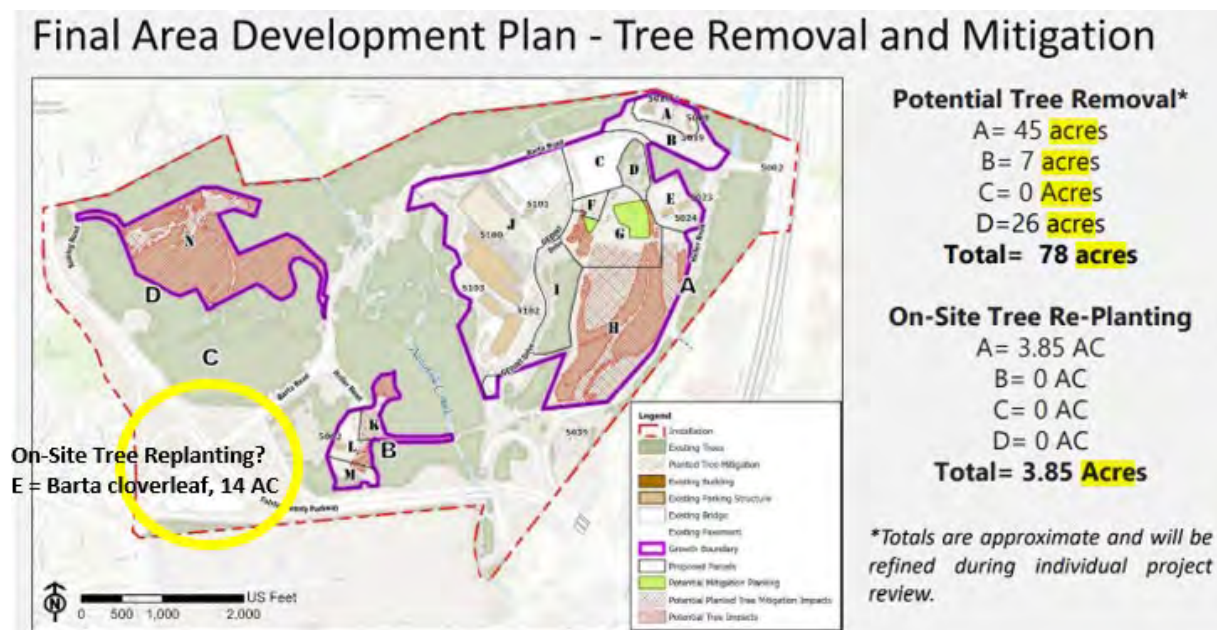 Final Area Development Plan - Tree Removal and Mitigation
Potential Tree Removal*
A= 45 acres
B= 7 acres
C= 0 Acres
D=26 acres
Total= 78 acres
On-Site Tree Re-Planting
A= 3.85 AC
B= 0 AC
C= 0 AC
D= 0 AC
Total= 3.85 Acres
*Totals are approximate and will be
refined during individual project
review.
A
B
C
D
E
F
G
H
I
J
K
L
M
N
A
B
C
D
Barta Road
Barta Road
5101
5100
5103
5102
5024
5002
On-Site Tree Replanting?
E = Barta cloverleaf, 14 AC
Parkway
Legend
Installation
Existing Trees
Planted Tree Mitigation
Existing Building
Existing Parking Structure
Existing Bridge
Existing Pavement
Growth Boundary
Proposed Parcels
Potential Mitigation Planting
Potential Planted Tree Mitigation Impacts
Potential Tree Impacts
N
0 500 1,000 2,000
US Feet